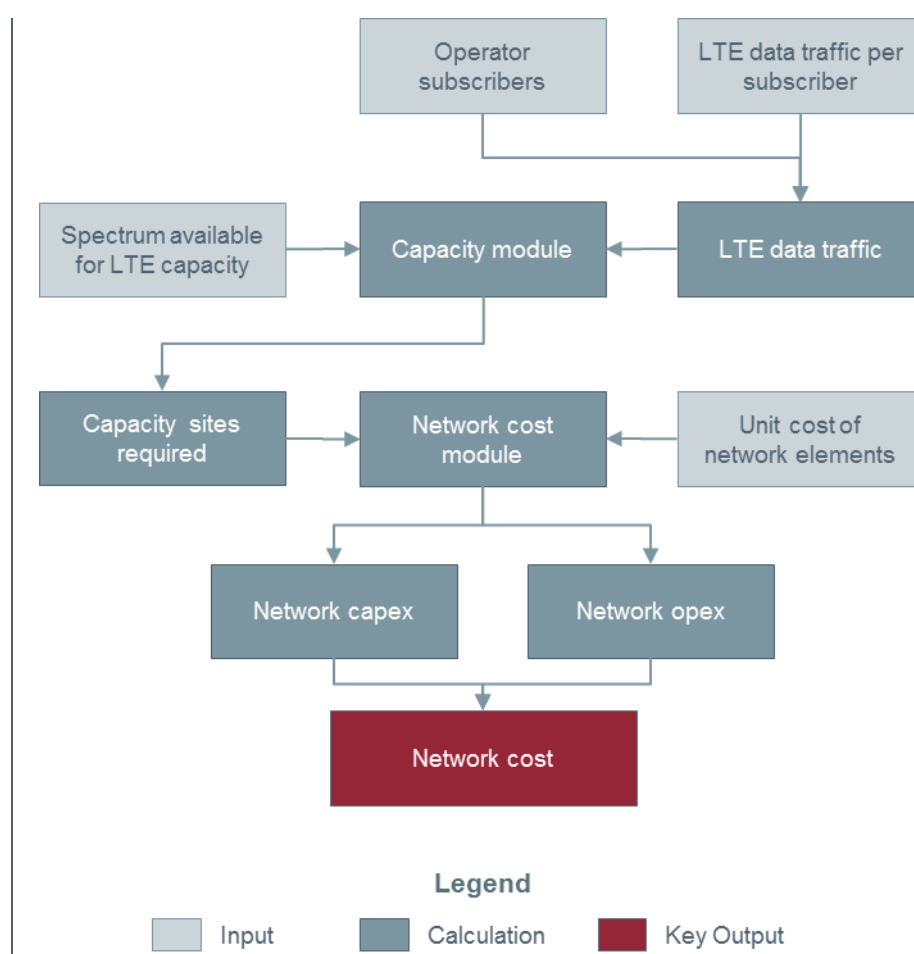 Operator
subscribers
LTE data traffic per
subscriber
Spectrum available
for LTE capacity
Capacity module
LTE data traffic
Capacity sites
required
Network cost
module
Unit cost of
network elements
Network capex
Network opex
Network cost
Legend
Input
Calculation
Key Output